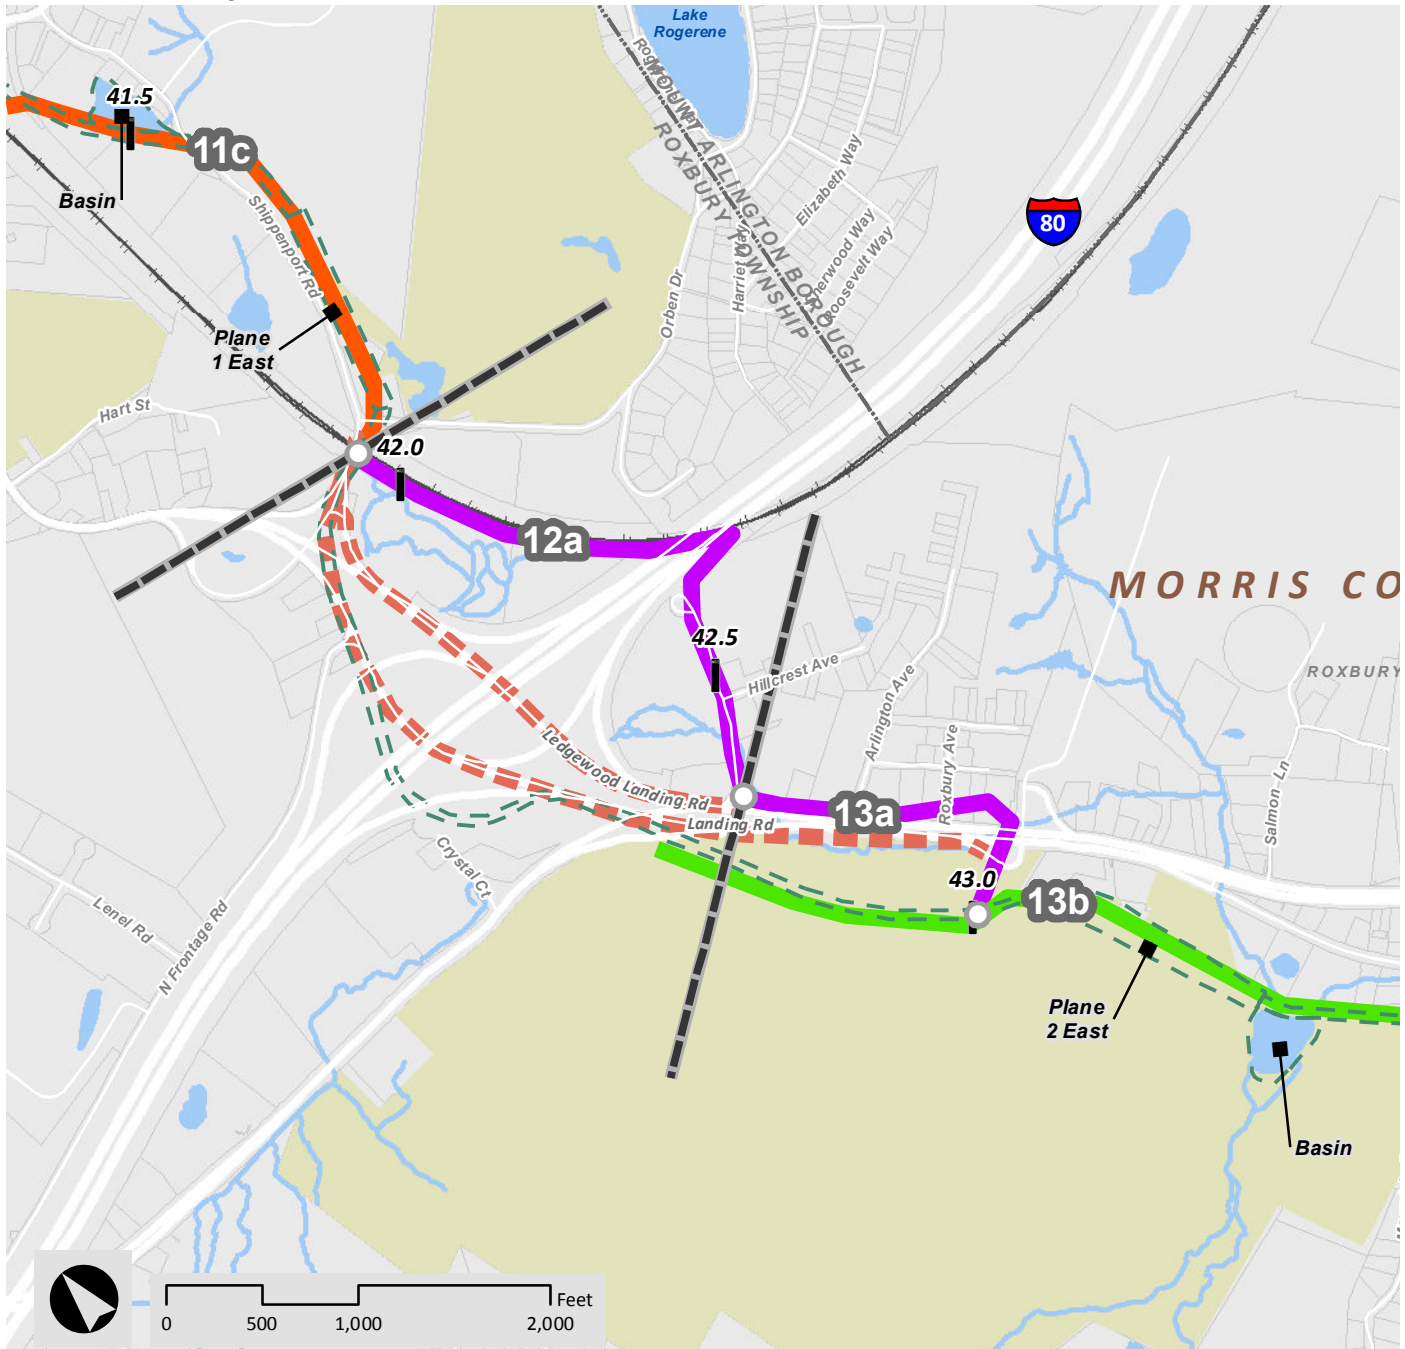 Lake
Rogerene
41.5
11c
Basin
MOUNT ARLINGTON BOROUGH
ROXBURY TOWNSHIP
Elizabeth Way
80
Shippenport Rd
Harriet Way
Roosevelt Way
Orben Dr
Plane
1 East
Hart St
42.0
12a
MORRIS CO
42.5
Hillcrest Ave
ROXBURY
Arlington Ave
Roxbury Ave
Ledgewood Landing Rd
Landing Rd
13a
Salmon Ln
Crystal Ct
43.0
13b
Lenel Rd
N Frontage Rd
Plane
2 East
Basin
Feet
0 500 1,000 2,000